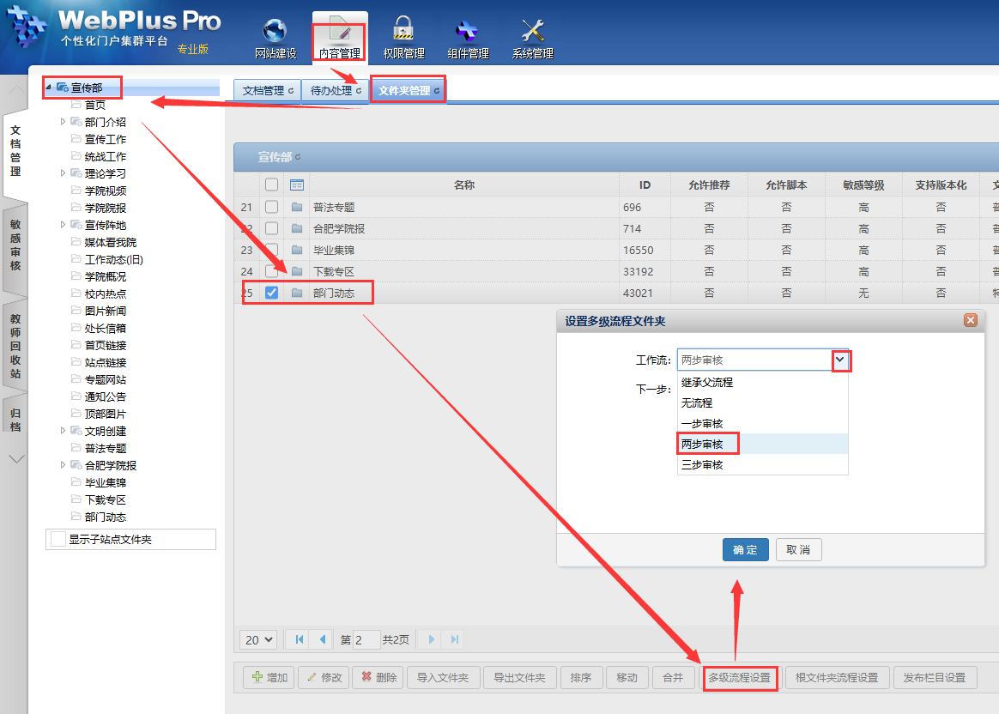 WebPlus Pro
个性化门户集群平台 专业版
网站建设 内容管理 权限管理 组件管理 系统管理
文档管理
敏感审核
教师回收站
归档
宣传部
首页
部门介绍
宣传工作
统战工作
理论学习
学院视频
学院院报
宣传阵地
媒体看我院
工作动态(旧)
学院概况
校内热点
图片新闻
处长信箱
首页链接
站点链接
专题网站
通知公告
顶部图片
文明创建
普法专题
合肥学院报
毕业集锦
下载专区
部门动态
显示子站点文件夹
文档管理 待办处理 文件夹管理
宣传部
名称 ID 允许推荐 允许脚本 敏感等级 支持版本化
21 普法专题 696 否 否 高 否 普
22 合肥学院报 714 否 否 高 否
23 毕业集锦 16550 否 否 高 否
24 下载专区 33192 否 否 高 否 普
25 部门动态 43021 否 否 无 否 特
设置多级流程文件夹
工作流: 两步审核
下一步:
继承父流程
无流程
一步审核
两步审核
三步审核
确定 取消
20 第 2 共2页
增加 修改 删除 导入文件夹 导出文件夹 排序 移动 合并 多级流程设置 根文件夹流程设置 发布栏目设置